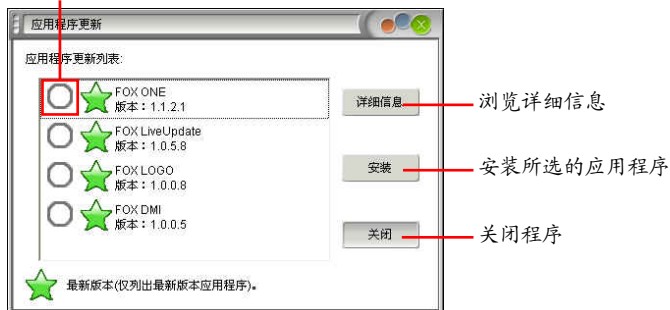 应用程序更新
应用程序更新列表:
FOX ONE
版本：1.1.2.1
详细信息
浏览详细信息
FOX LiveUpdate
版本：1.0.5.8
FOX LOGO
版本：1.0.0.8
安装
安装所选的应用程序
FOX DMI
版本：1.0.0.5
关闭
关闭程序
最新版本(仅列出最新版本应用程序)。